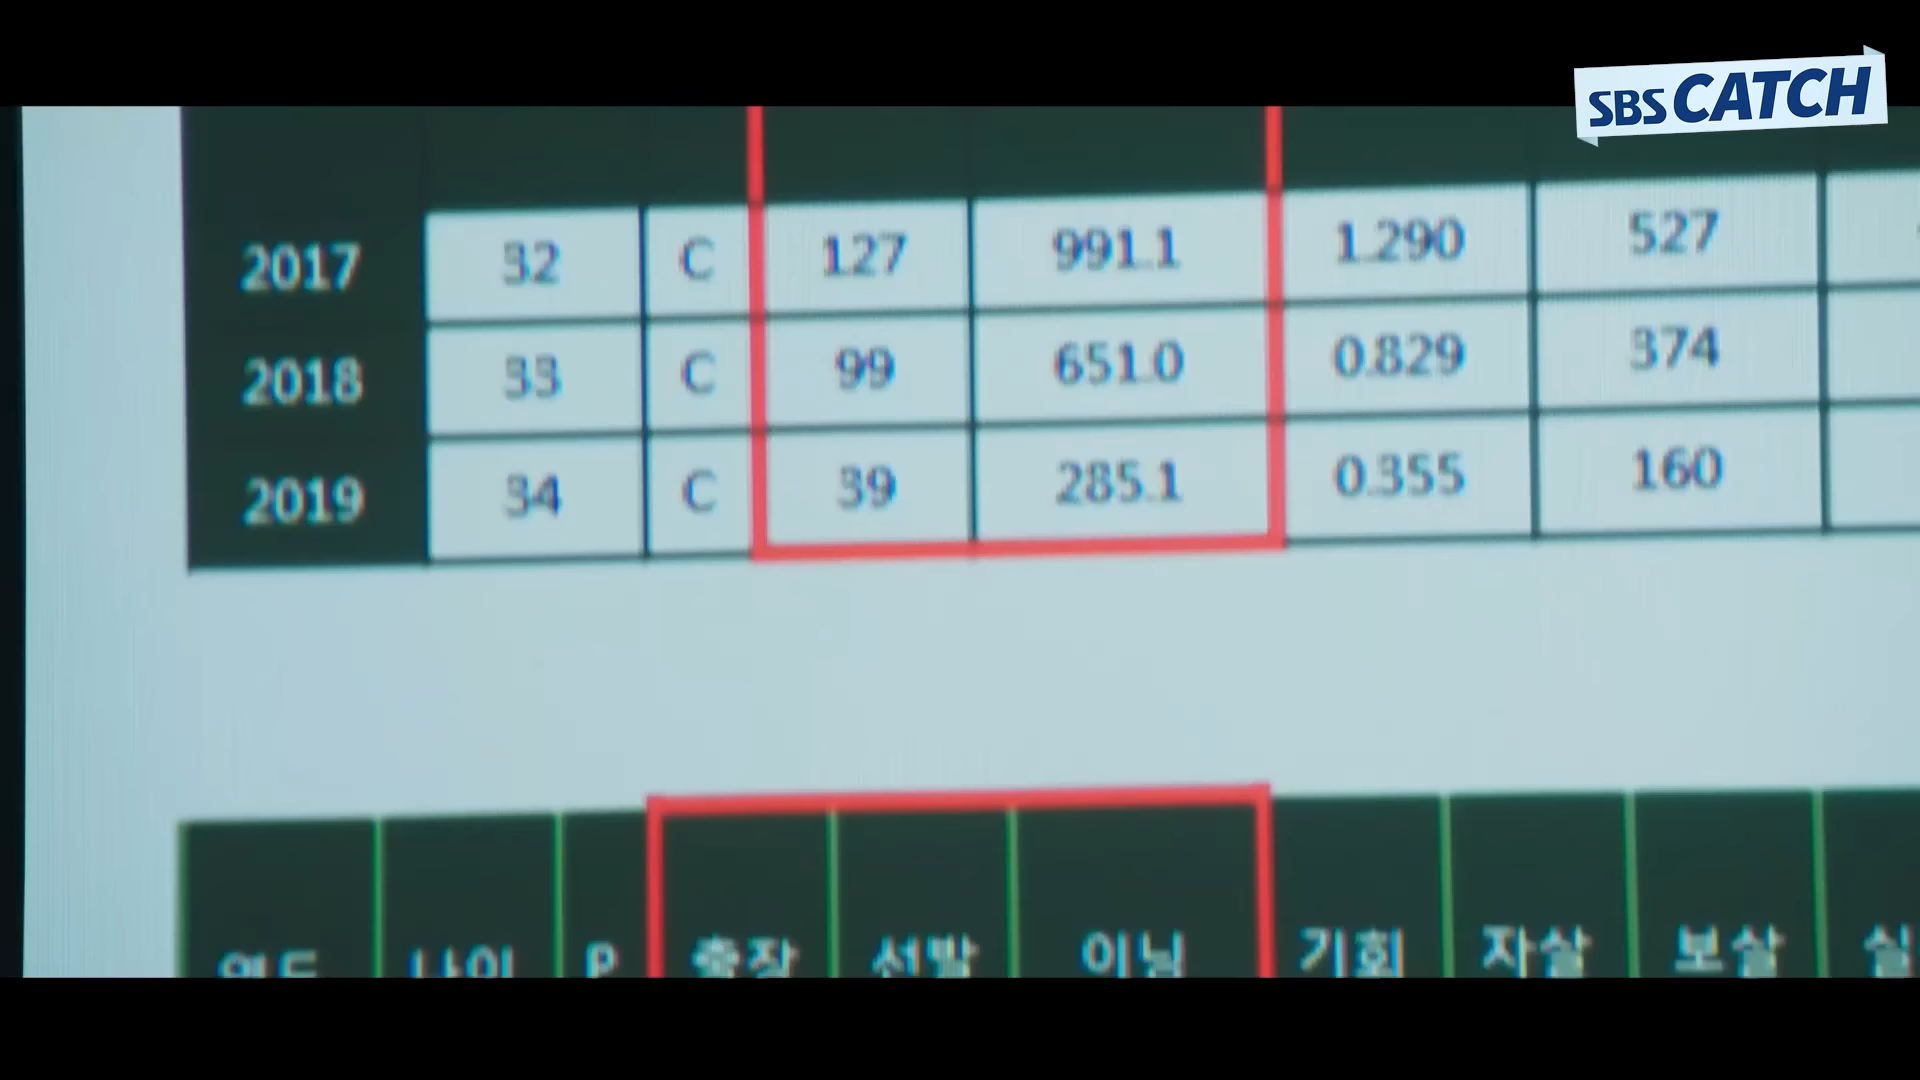 SBS CATCH
2017 32 C 127 991.1 1.290 527
2018 33 C 99 651.0 0.829 374
2019 34 C 39 285.1 0.355 160
연도 나이 P 출장 선발 이닝 기회 자살 보살 실